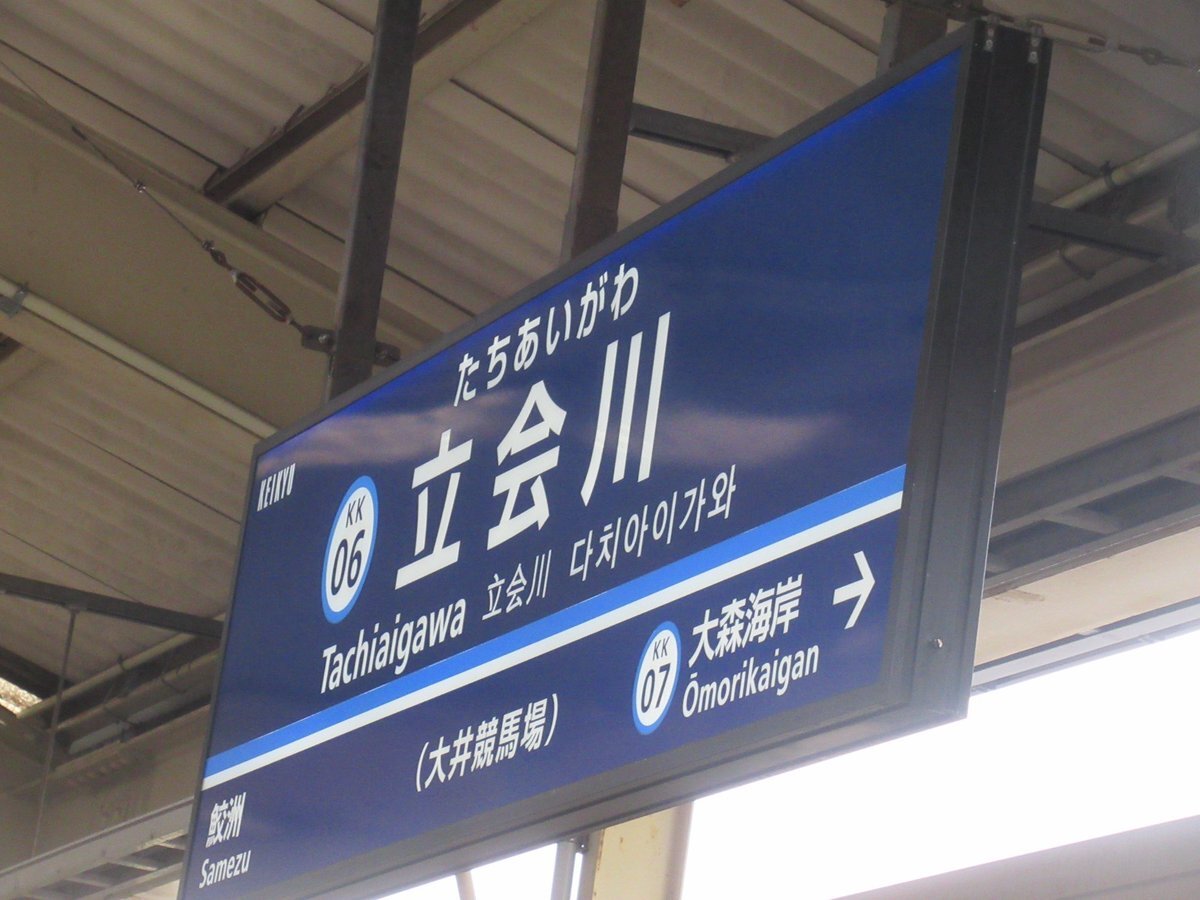 KEIKYU
たちあいがわ
KK
06
立会川
Tachiaigawa
立会川 다치아이가와
鮫洲
Samezu
(大井競馬場)
KK
07
大森海岸
Ōmorikaigan
→